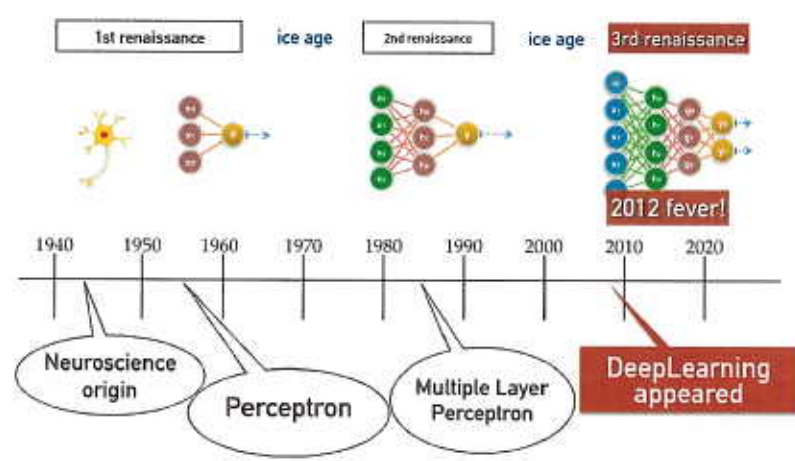 1st renaissance
ice age
2nd renaissance
ice age
3rd renaissance
2012 fever!
1940
1950
1960
1970
1980
1990
2000
2010
2020
Neuroscience
origin
Perceptron
Multiple Layer
Perceptron
DeepLearning
appeared